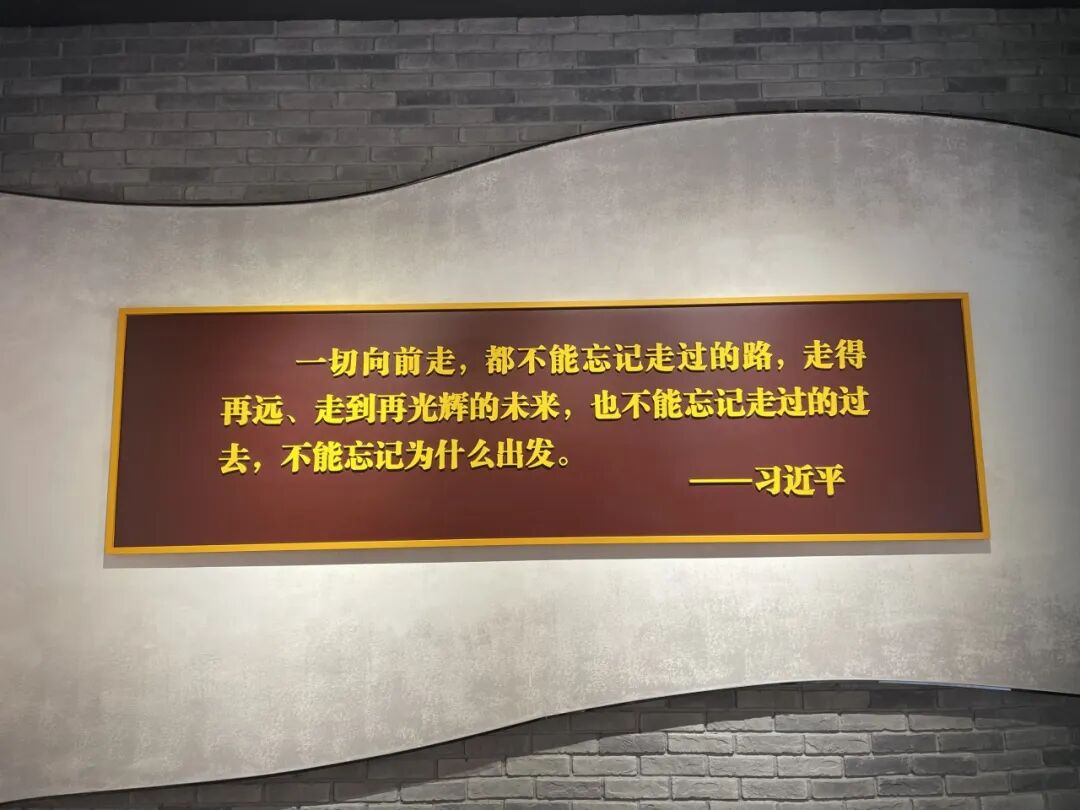 一切向前走，都不能忘记走过的路，走得
再远、走到再光辉的未来，也不能忘记走过的过
去，不能忘记为什么出发。
——习近平